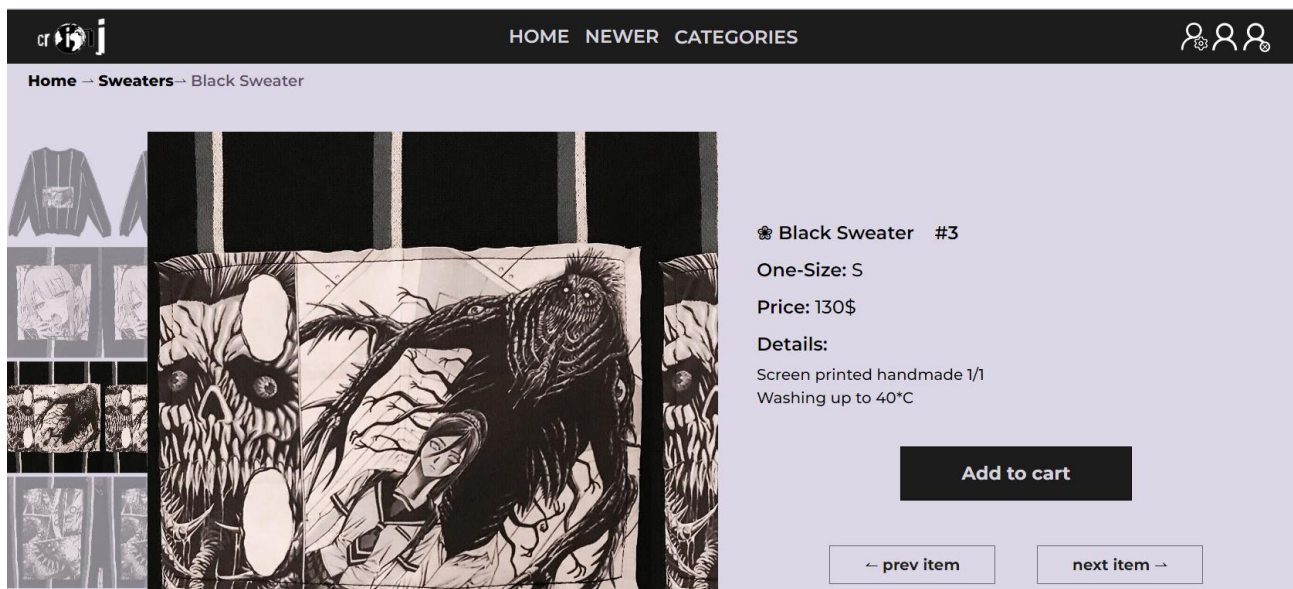 HOME NEWER CATEGORIES
Home → Sweaters→ Black Sweater
❀ Black Sweater #3
One-Size: S
Price: 130$
Details:
Screen printed handmade 1/1
Washing up to 40*C
Add to cart
← prev item
next item →